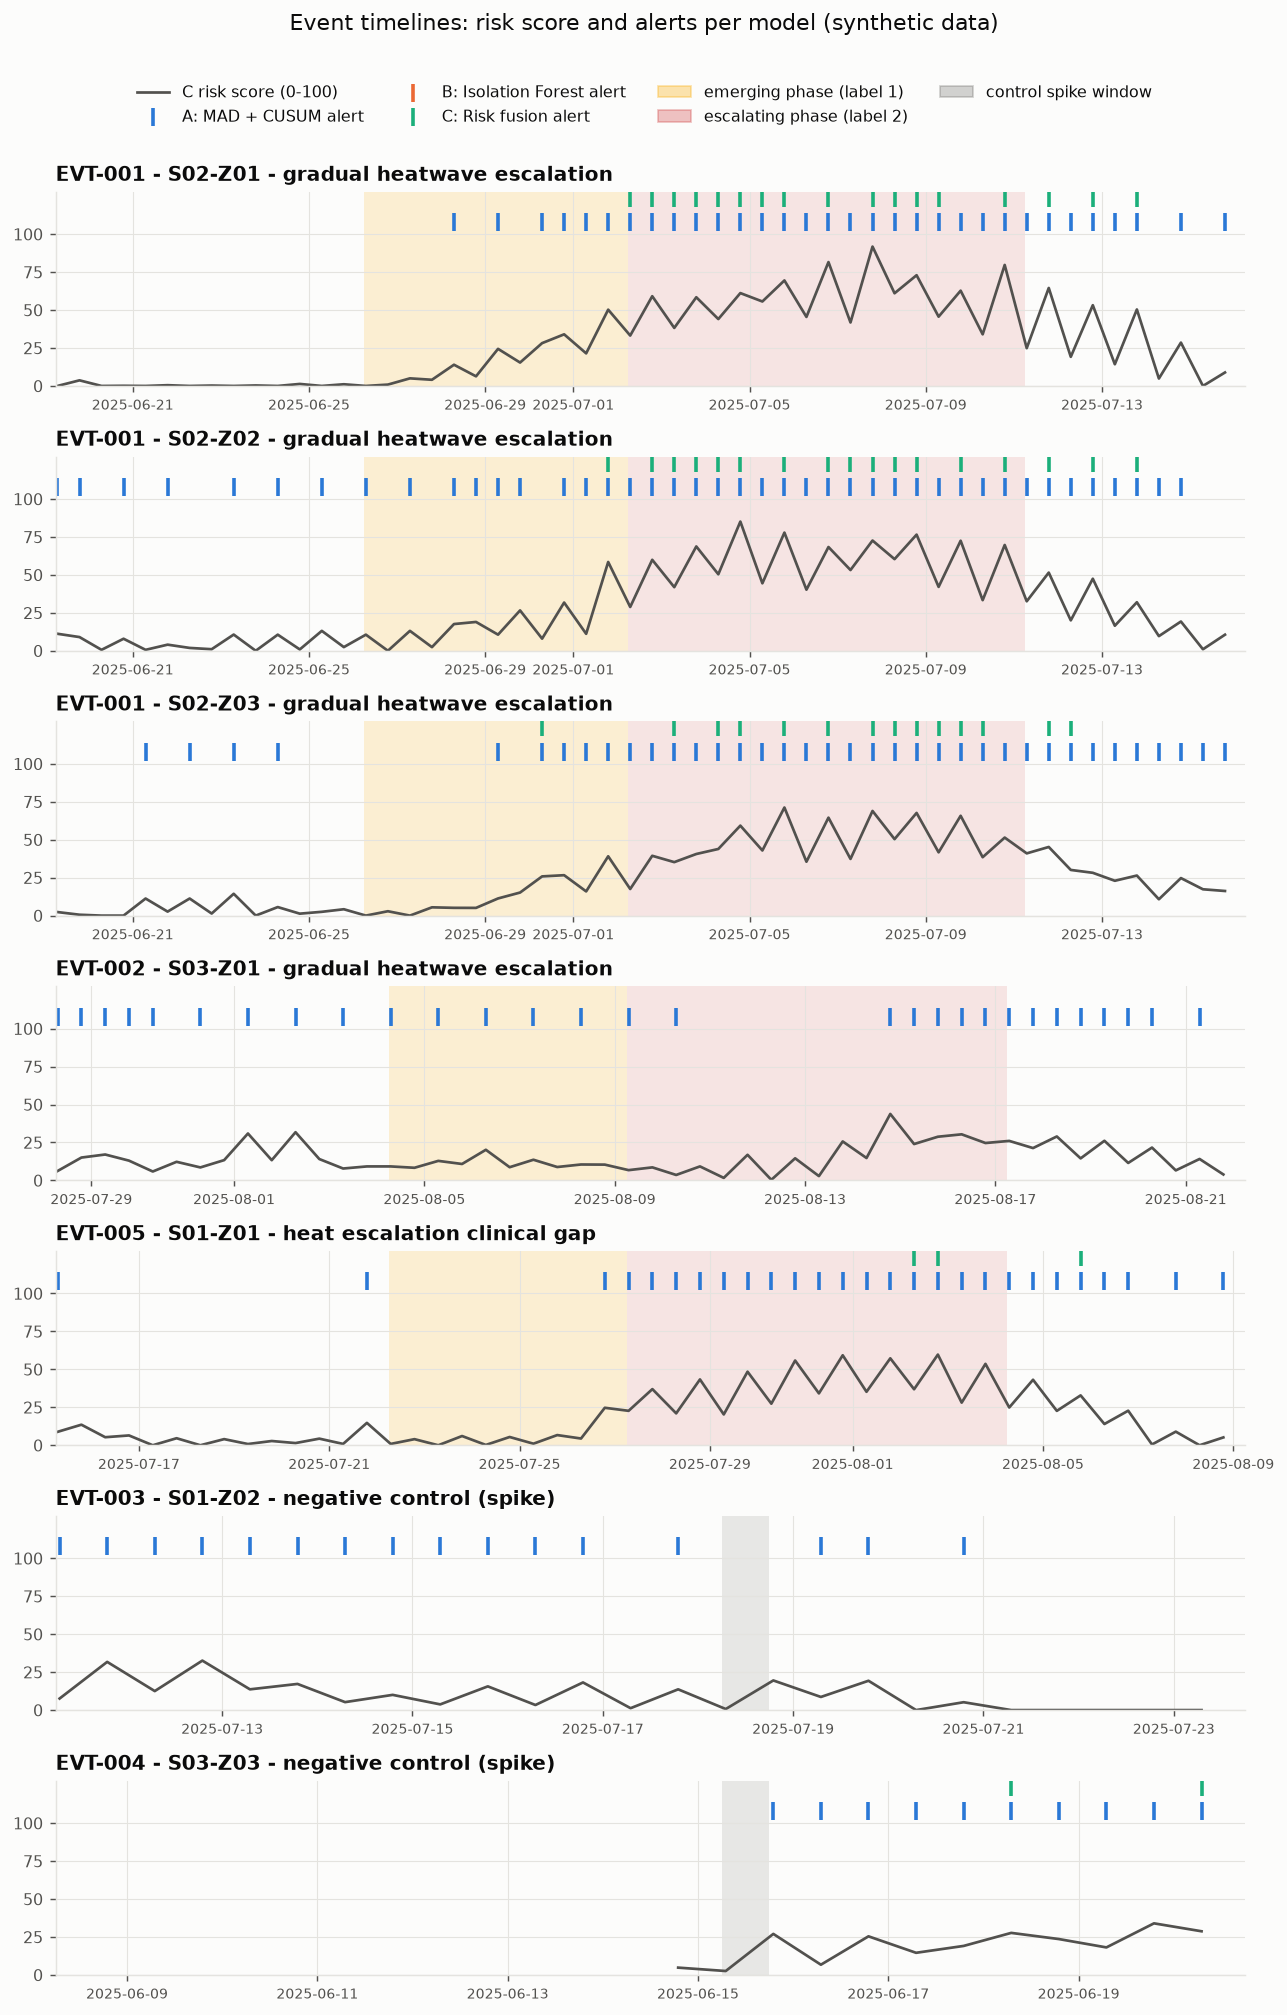 Event timelines: risk score and alerts per model (synthetic data)
C risk score (0-100)
A: MAD + CUSUM alert
B: Isolation Forest alert
C: Risk fusion alert
emerging phase (label 1)
escalating phase (label 2)
control spike window
EVT-001 - S02-Z01 - gradual heatwave escalation
100
75
50
25
0
2025-06-21 2025-06-25 2025-06-29 2025-07-01 2025-07-05 2025-07-09 2025-07-13
EVT-001 - S02-Z02 - gradual heatwave escalation
100
75
50
25
0
2025-06-21 2025-06-25 2025-06-29 2025-07-01 2025-07-05 2025-07-09 2025-07-13
EVT-001 - S02-Z03 - gradual heatwave escalation
100
75
50
25
0
2025-06-21 2025-06-25 2025-06-29 2025-07-01 2025-07-05 2025-07-09 2025-07-13
EVT-002 - S03-Z01 - gradual heatwave escalation
100
75
50
25
0
2025-07-29 2025-08-01 2025-08-05 2025-08-09 2025-08-13 2025-08-17 2025-08-21
EVT-005 - S01-Z01 - heat escalation clinical gap
100
75
50
25
0
2025-07-17 2025-07-21 2025-07-25 2025-07-29 2025-08-01 2025-08-05 2025-08-09
EVT-003 - S01-Z02 - negative control (spike)
100
75
50
25
0
2025-07-13 2025-07-15 2025-07-17 2025-07-19 2025-07-21 2025-07-23
EVT-004 - S03-Z03 - negative control (spike)
100
75
50
25
0
2025-06-09 2025-06-11 2025-06-13 2025-06-15 2025-06-17 2025-06-19